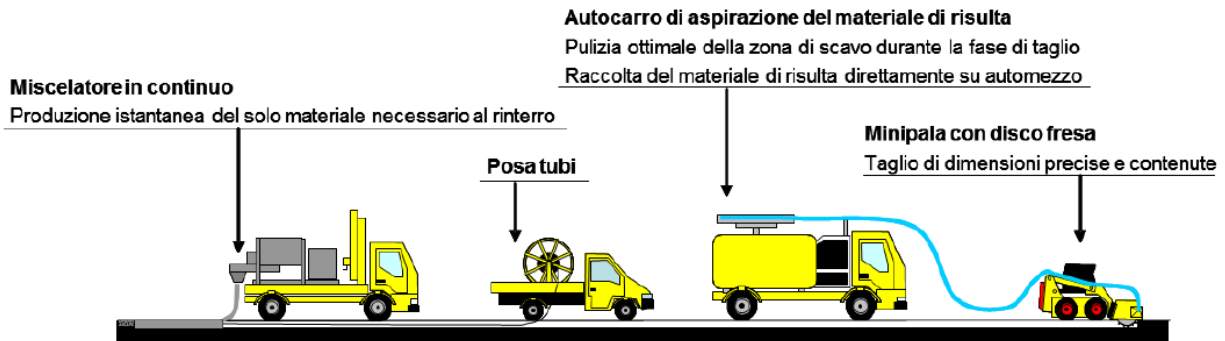 Autocarro di aspirazione del materiale di risulta
Pulizia ottimale della zona di scavo durante la fase di taglio
Raccolta del materiale di risulta direttamente su automezzo
Miscelatore in continuo
Produzione istantanea del solo materiale necessario al rinterro
Posa tubi
Minipala con disco fresa
Taglio di dimensioni precise e contenute